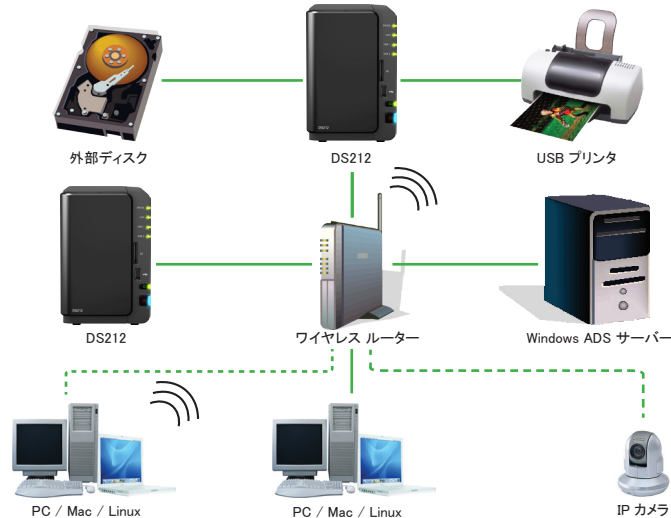 外部ディスク
DS212
USB プリンタ
DS212
ワイヤレス ルーター
Windows ADS サーバー
PC / Mac / Linux
PC / Mac / Linux
IP カメラ